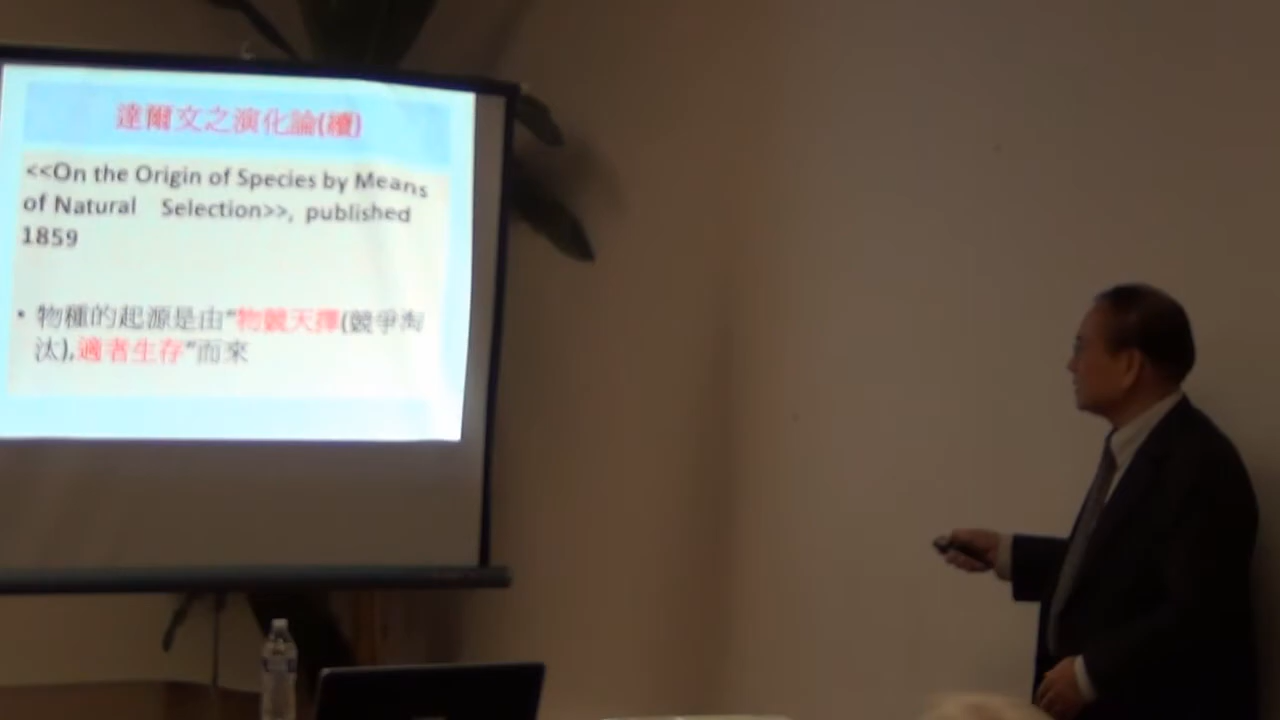 達爾文之演化論(續)
<<On the Origin of Species by Means
of Natural Selection>>, published
1859
• 物種的起源是由“物競天擇(競爭淘
汰),適者生存”而來